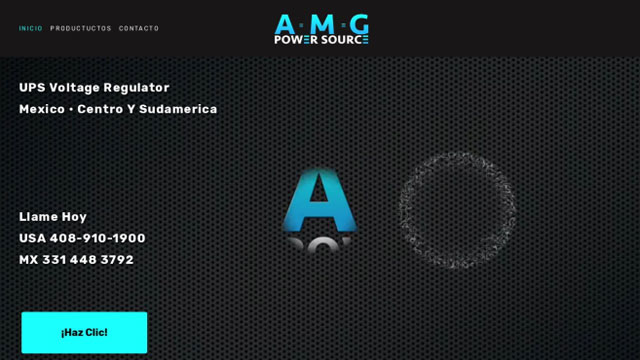 INICIO PRODUCTUCTOS CONTACTO
A·M·G
POWER SOURCE
UPS Voltage Regulator
Mexico • Centro Y Sudamerica
A
Llame Hoy
USA 408-910-1900
MX 331 448 3792
¡Haz Clic!